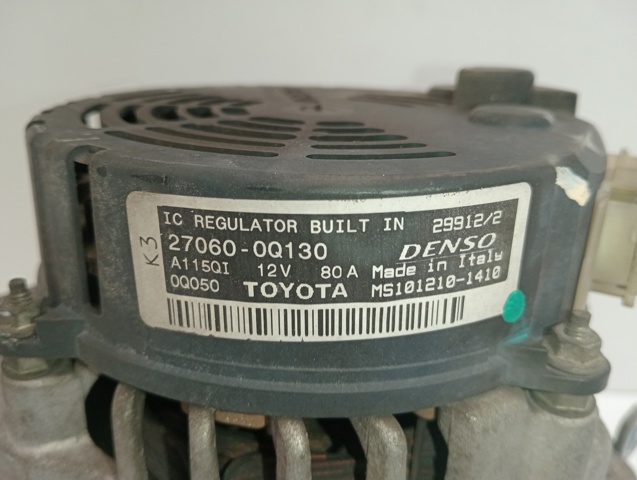 IC REGULATOR BUILT IN 29912/2
K3
27060-0Q130 DENSO
A115QI 12V 80A Made in Italy
0Q050 TOYOTA MS101210-1410